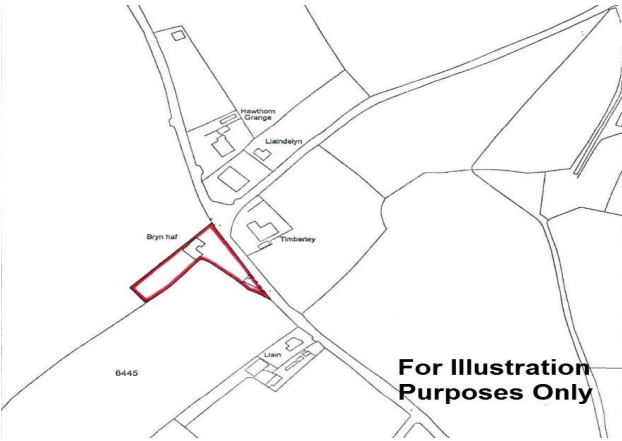 Hawthorn
Grange
Llaindelyn
Bryn haf
Timberley
Llain
6445
For Illustration
Purposes Only